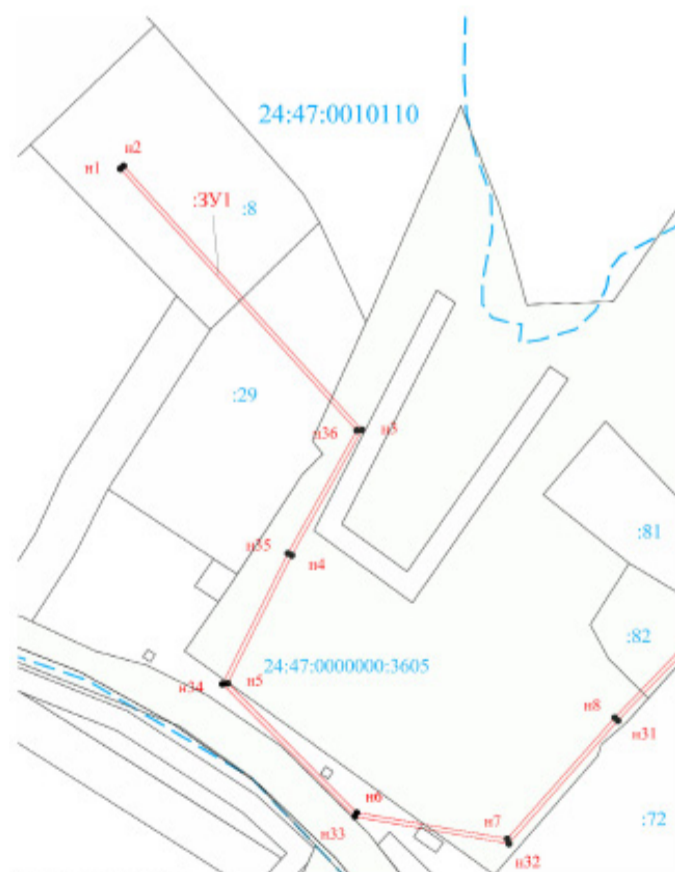 24:47:0010110
н2
н1
:ЗУ1
:8
:29
н36
н3
н35
н4
:81
:82
24:47:0000000:3605
н34
н5
н8
н31
н6
н33
н7
н32
:72